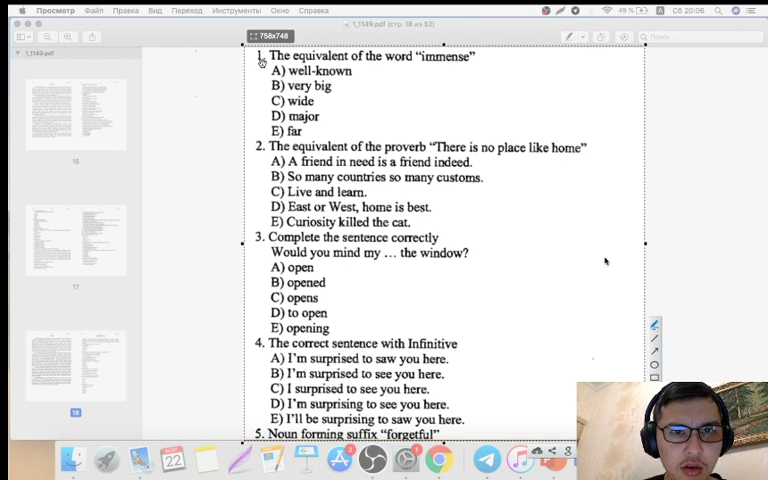 Просмотр Файл Правка Вид Переход Инструменты Окно Справка
49 % Сб 20:06
1_1149.pdf (стр. 18 из 52)
758x748
Поиск
1_1149.pdf
1. The equivalent of the word “immense”
A) well-known
B) very big
C) wide
D) major
E) far
2. The equivalent of the proverb “There is no place like home”
A) A friend in need is a friend indeed.
B) So many countries so many customs.
C) Live and learn.
D) East or West, home is best.
E) Curiosity killed the cat.
3. Complete the sentence correctly
Would you mind my … the window?
A) open
B) opened
C) opens
D) to open
E) opening
4. The correct sentence with Infinitive
A) I’m surprised to saw you here.
B) I’m surprised to see you here.
C) I surprised to see you here.
D) I’m surprising to see you here.
E) I’ll be surprising to saw you here.
5. Noun forming suffix “forgetful”
16
17
18
22